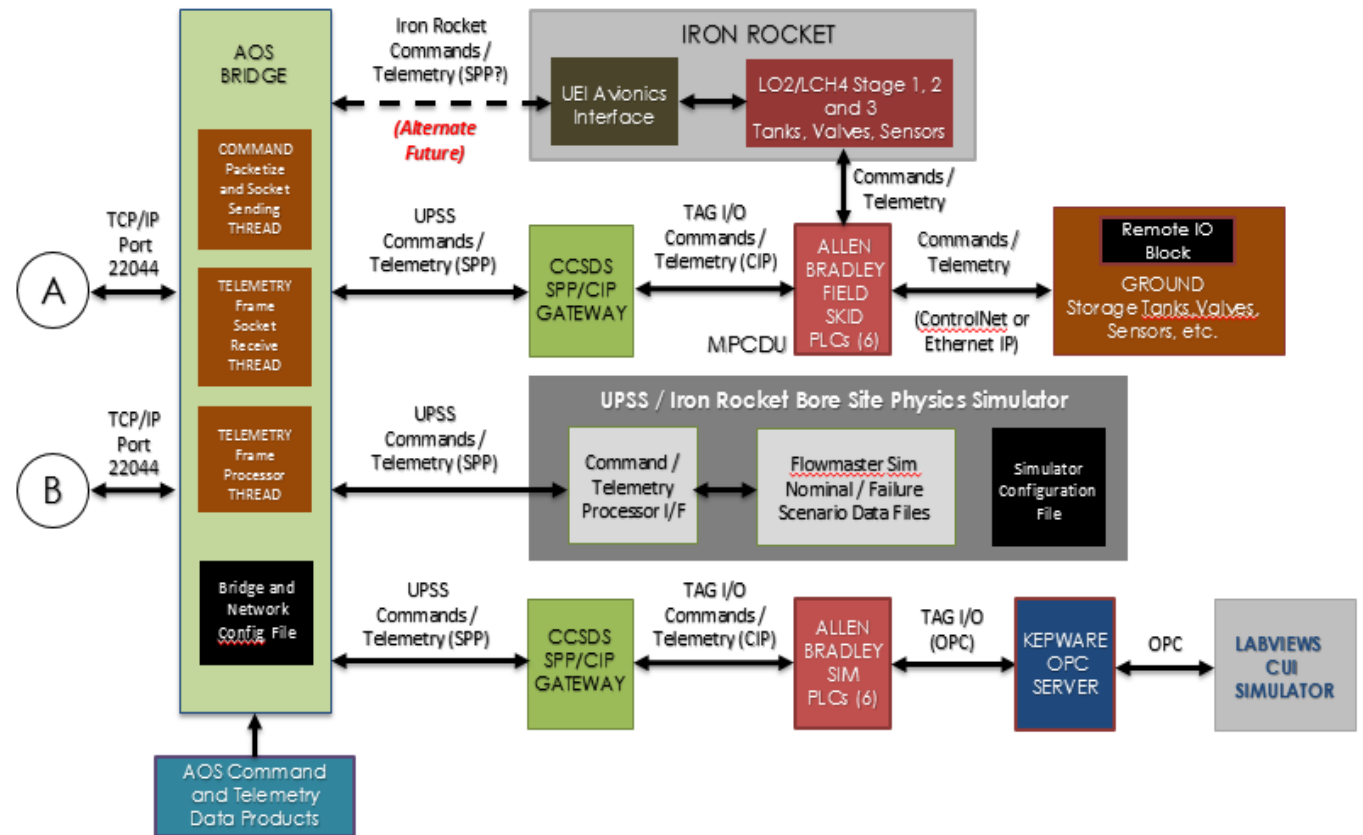 AOS
BRIDGE
COMMAND
Packetize
and Socket
Sending
THREAD
TELEMETRY
Frame
Socket
Receive
THREAD
TELEMETRY
Frame
Processor
THREAD
Bridge and
Network
Config File
TCP/IP
Port
22044
A
TCP/IP
Port
22044
B
AOS Command
and Telemetry
Data Products
Iron Rocket
Commands /
Telemetry (SPP?)
(Alternate
Future)
IRON ROCKET
UEI Avionics
Interface
LO2/LCH4 Stage 1, 2
and 3
Tanks, Valves, Sensors
Commands /
Telemetry
UPSS
Commands /
Telemetry (SPP)
CCSDS
SPP/CIP
GATEWAY
TAG I/O
Commands /
Telemetry (CIP)
MPCDU
ALLEN
BRADLEY
FIELD
SKID
PLCs (6)
Commands /
Telemetry
(ControlNet or
Ethernet IP)
Remote IO
Block
GROUND
Storage Tanks,Valves,
Sensors, etc.
UPSS / Iron Rocket Bore Site Physics Simulator
UPSS
Commands /
Telemetry (SPP)
Command /
Telemetry
Processor I/F
Flowmaster Sim
Nominal / Failure
Scenario Data Files
Simulator
Configuration
File
UPSS
Commands /
Telemetry (SPP)
CCSDS
SPP/CIP
GATEWAY
TAG I/O
Commands /
Telemetry (CIP)
ALLEN
BRADLEY
SIM
PLCs (6)
TAG I/O
(OPC)
KEPWARE
OPC
SERVER
OPC
LABVIEWS
CUI
SIMULATOR